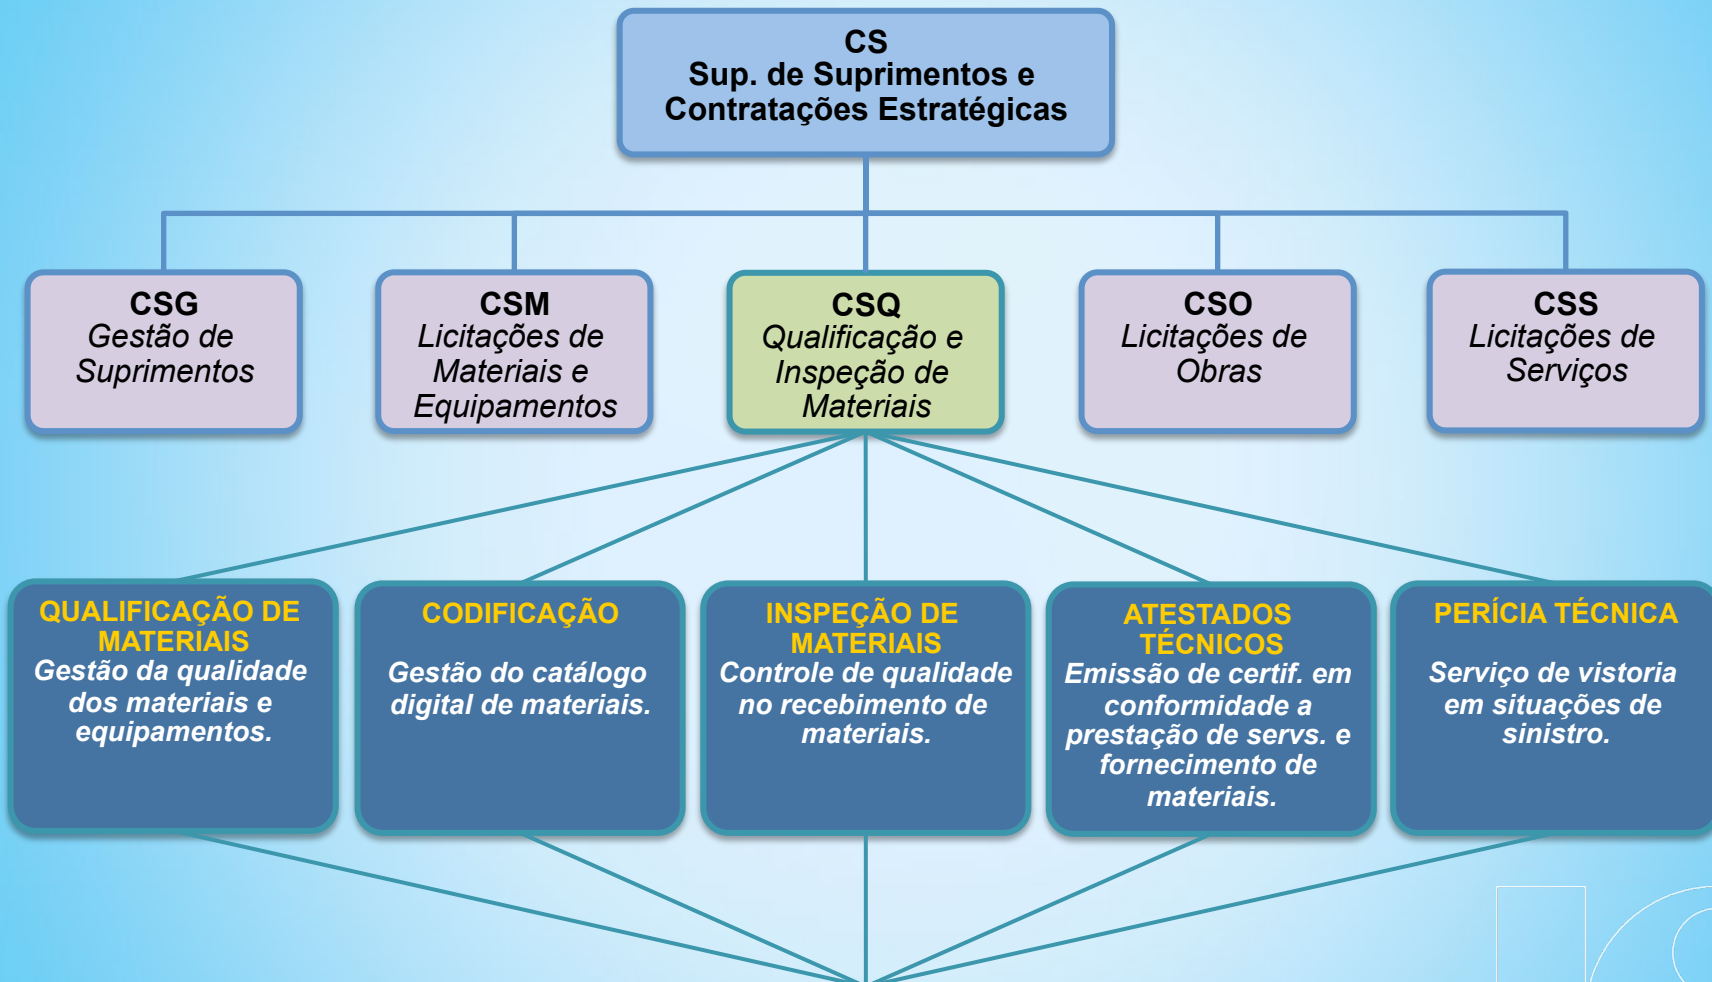 CS
Sup. de Suprimentos e
Contratações Estratégicas
CSG
Gestão de
Suprimentos
CSM
Licitações de
Materiais e
Equipamentos
CSQ
Qualificação e
Inspeção de
Materiais
CSO
Licitações de
Obras
CSS
Licitações de
Serviços
QUALIFICAÇÃO DE
MATERIAIS
Gestão da qualidade
dos materiais e
equipamentos.
CODIFICAÇÃO
Gestão do catálogo
digital de materiais.
INSPEÇÃO DE
MATERIAIS
Controle de qualidade
no recebimento de
materiais.
ATESTADOS
TÉCNICOS
Emissão de certif. em
conformidade a
prestação de servs. e
fornecimento de
materiais.
PERÍCIA TÉCNICA
Serviço de vistoria
em situações de
sinistro.